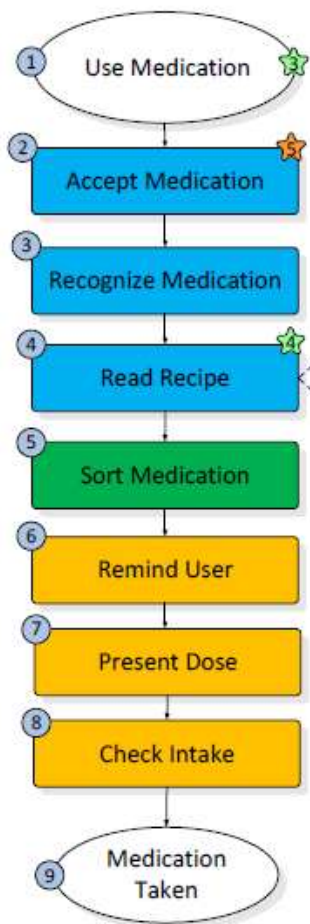 1
Use Medication
3
2
5
Accept Medication
3
Recognize Medication
4
4
Read Recipe
5
Sort Medication
6
Remind User
7
Present Dose
8
Check Intake
9
Medication
Taken